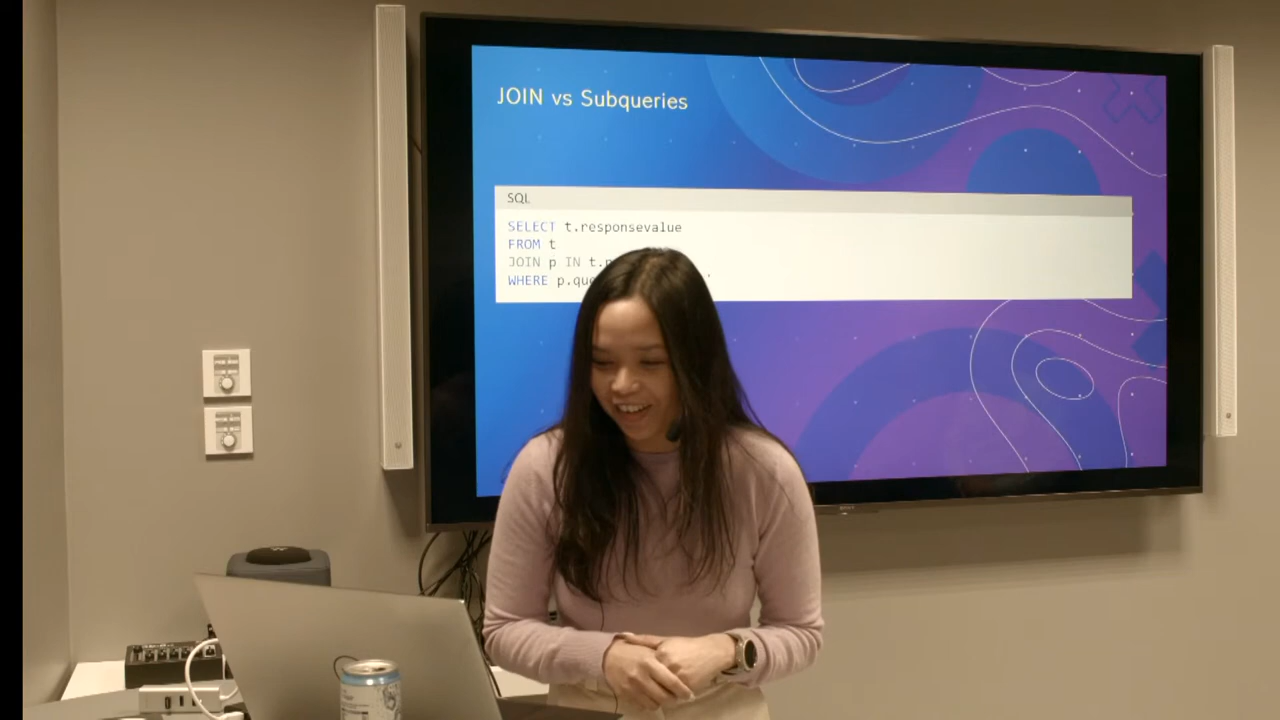 JOIN vs Subqueries
SQL
SELECT t.responsevalue
FROM t
JOIN p IN
WHERE